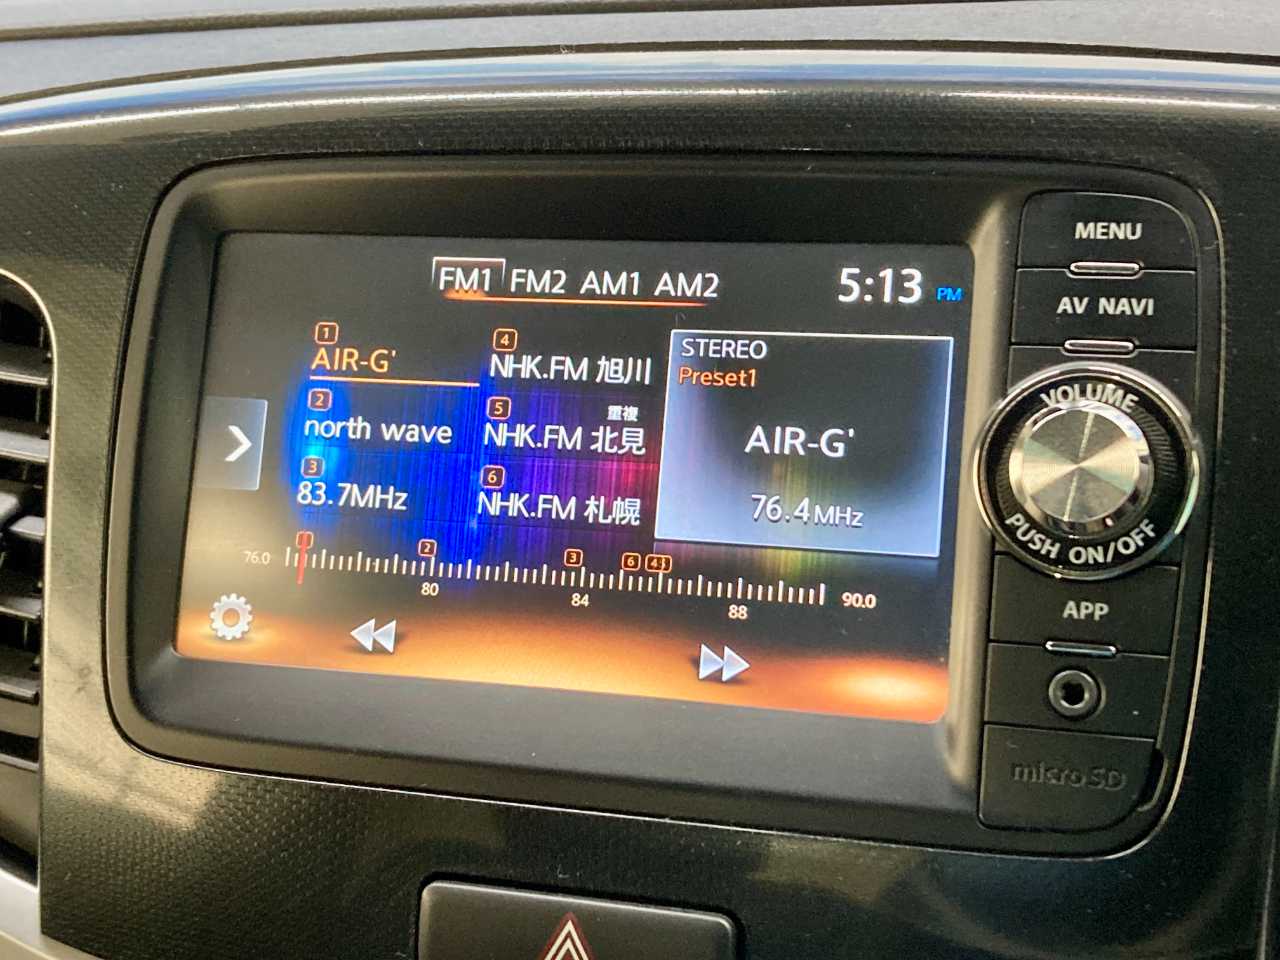 FM1 FM2 AM1 AM2
5:13 PM
1
AIR-G'
2
north wave
3
83.7MHz
4
NHK.FM 旭川
5 重複
NHK.FM 北見
6
NHK.FM 札幌
STEREO
Preset1
AIR-G'
76.4MHz
1 2 3 6
76.0 80 84 88 90.0
MENU
AV NAVI
VOLUME
PUSH ON/OFF
APP
microSD